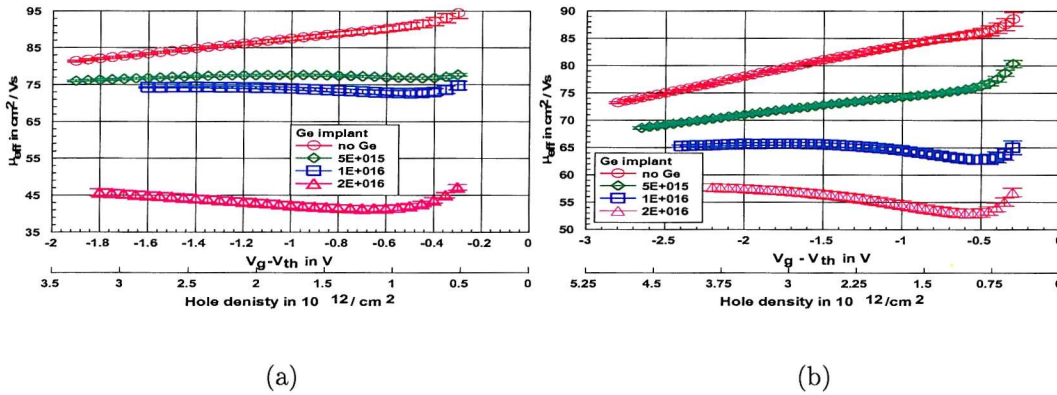 95
85
75
65
55
45
35
μeff in cm2/ Vs
Ge implant
no Ge
5E+015
1E+016
2E+016
-2 -1.8 -1.6 -1.4 -1.2 -1 -0.8 -0.6 -0.4 -0.2 0
Vg-Vth in V
3.5 3 2.5 2 1.5 1 0.5 0
Hole denisty in 10 12/ cm 2
(a)
90
85
80
75
70
65
60
55
50
μeff in cm2/ Vs
Ge implant
no Ge
5E+015
1E+016
2E+016
-3 -2.5 -2 -1.5 -1 -0.5 0
Vg - Vth in V
5.25 4.5 3.75 3 2.25 1.5 0.75 0
Hole density in 10 12/ cm 2
(b)